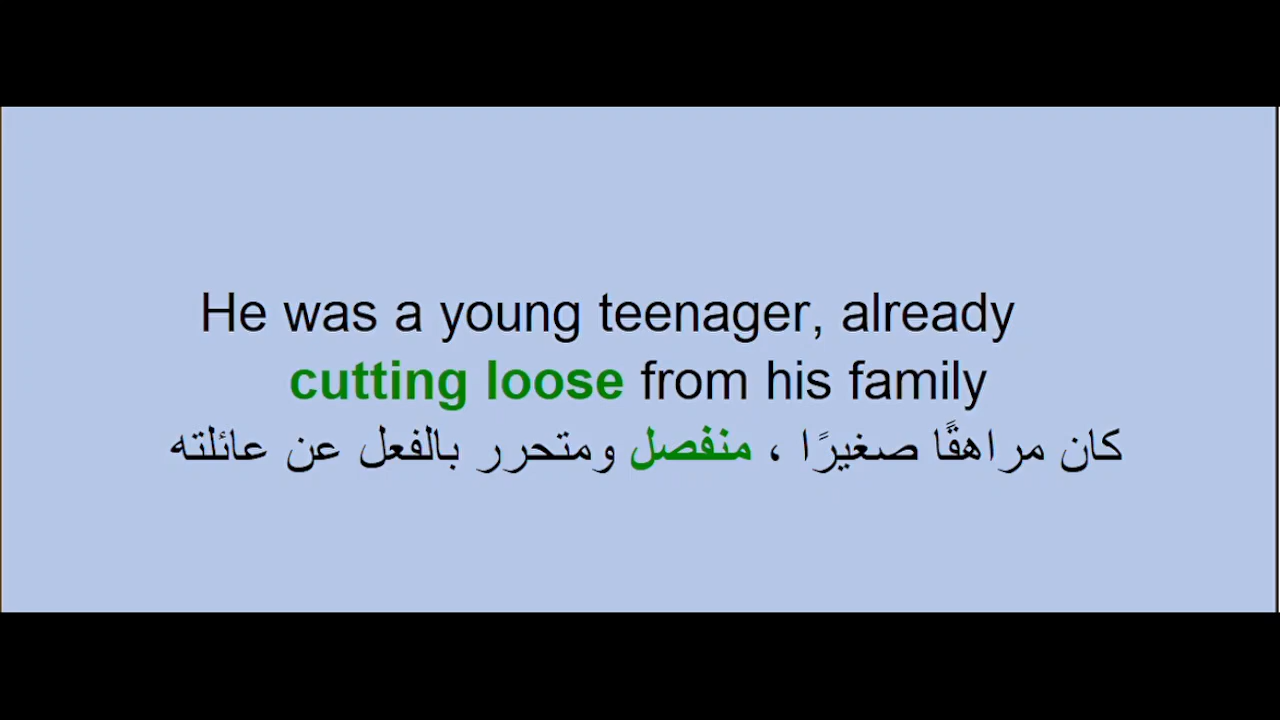 He was a young teenager, already
cutting loose from his family
كان مراهقًا صغيرًا ، منفصل ومتحرر بالفعل عن عائلته